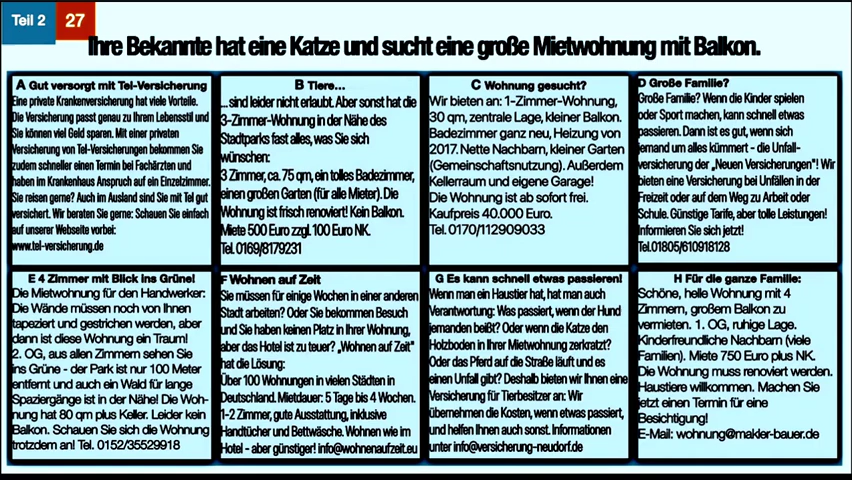 Teil 2
27
Ihre Bekannte hat eine Katze und sucht eine große Mietwohnung mit Balkon.
A Gut versorgt mit Tel-Versicherung
Eine private Krankenversicherung hat viele Vorteile.
Die Versicherung passt genau zu Ihrem Lebensstil und
Sie können viel Geld sparen. Mit einer privaten
Versicherung von Tel-Versicherungen bekommen Sie
zudem schneller einen Termin bei Fachärzten und
haben im Krankenhaus Anspruch auf ein Einzelzimmer.
Sie reisen gerne? Auch im Ausland sind Sie mit Tel gut
versichert. Wir beraten Sie gerne: Schauen Sie einfach
auf unserer Webseite vorbei:
www.tel-versicherung.de
B Tiere...
...sind leider nicht erlaubt. Aber sonst hat die
3-Zimmer-Wohnung in der Nähe des
Stadtparks fast alles, was Sie sich
wünschen:
3 Zimmer, ca. 75 qm, ein tolles Badezimmer,
einen großen Garten (für alle Mieter). Die
Wohnung ist frisch renoviert! Kein Balkon.
Miete 500 Euro zzgl. 100 Euro NK.
Tel. 0169/8179231
C Wohnung gesucht?
Wir bieten an: 1-Zimmer-Wohnung,
30 qm, zentrale Lage, kleiner Balkon.
Badezimmer ganz neu, Heizung von
2017. Nette Nachbarn, kleiner Garten
(Gemeinschaftsnutzung). Außerdem
Kellerraum und eigene Garage!
Die Wohnung ist ab sofort frei.
Kaufpreis 40.000 Euro.
Tel. 0170/112909033
D Große Familie?
Große Familie? Wenn die Kinder spielen
oder Sport machen, kann schnell etwas
passieren. Dann ist es gut, wenn sich
jemand um alles kümmert - die Unfall-
versicherung der „Neuen Versicherungen"! Wir
bieten eine Versicherung bei Unfällen in der
Freizeit oder auf dem Weg zu Arbeit oder
Schule. Günstige Tarife, aber tolle Leistungen!
Informieren Sie sich jetzt!
Tel.01805/610918128
E 4 Zimmer mit Blick ins Grüne!
Die Mietwohnung für den Handwerker:
Die Wände müssen noch von Ihnen
tapeziert und gestrichen werden, aber
dann ist diese Wohnung ein Traum!
2. OG, aus allen Zimmern sehen Sie
ins Grüne - der Park ist nur 100 Meter
entfernt und auch ein Wald für lange
Spaziergänge ist in der Nähe! Die Woh-
nung hat 80 qm plus Keller. Leider kein
Balkon. Schauen Sie sich die Wohnung
trotzdem an! Tel. 0152/35529918
F Wohnen auf Zeit
Sie müssen für einige Wochen in einer anderen
Stadt arbeiten? Oder Sie bekommen Besuch
und Sie haben keinen Platz in Ihrer Wohnung,
aber das Hotel ist zu teuer? „Wohnen auf Zeit"
hat die Lösung:
Über 100 Wohnungen in vielen Städten in
Deutschland. Mietdauer: 5 Tage bis 4 Wochen.
1-2 Zimmer, gute Ausstattung, inklusive
Handtücher und Bettwäsche. Wohnen wie im
Hotel - aber günstiger! info@wohnenaufzeit.eu
G Es kann schnell etwas passieren!
Wenn man ein Haustier hat, hat man auch
Verantwortung: Was passiert, wenn der Hund
jemanden beißt? Oder wenn die Katze den
Holzboden in Ihrer Mietwohnung zerkratzt?
Oder das Pferd auf die Straße läuft und es
einen Unfall gibt? Deshalb bieten wir Ihnen eine
Versicherung für Tierbesitzer an: Wir
übernehmen die Kosten, wenn etwas passiert,
und helfen Ihnen auch sonst. Informationen
unter info@versicherung-neudorf.de
H Für die ganze Familie:
Schöne, helle Wohnung mit 4
Zimmern, großem Balkon zu
vermieten. 1. OG, ruhige Lage.
Kinderfreundliche Nachbarn (viele
Familien). Miete 750 Euro plus NK.
Die Wohnung muss renoviert werden.
Haustiere willkommen. Machen Sie
jetzt einen Termin für eine
Besichtigung!
E-Mail: wohnung@makler-bauer.de